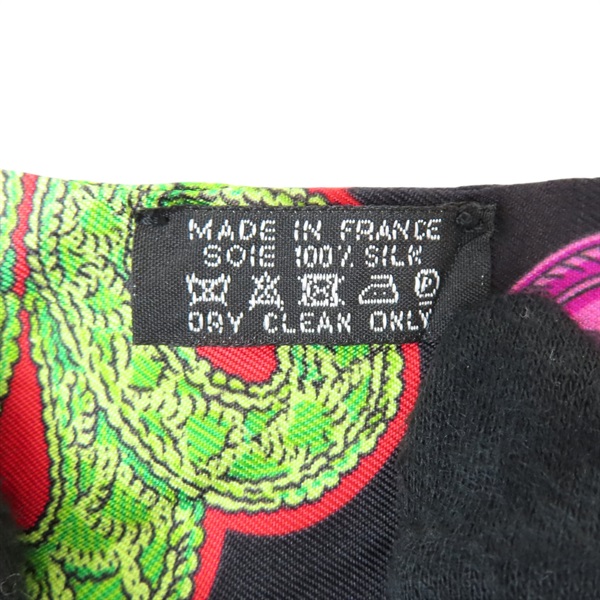 MADE IN FRANCE
SOIE 100% SILK
P
DRY CLEAN ONLY